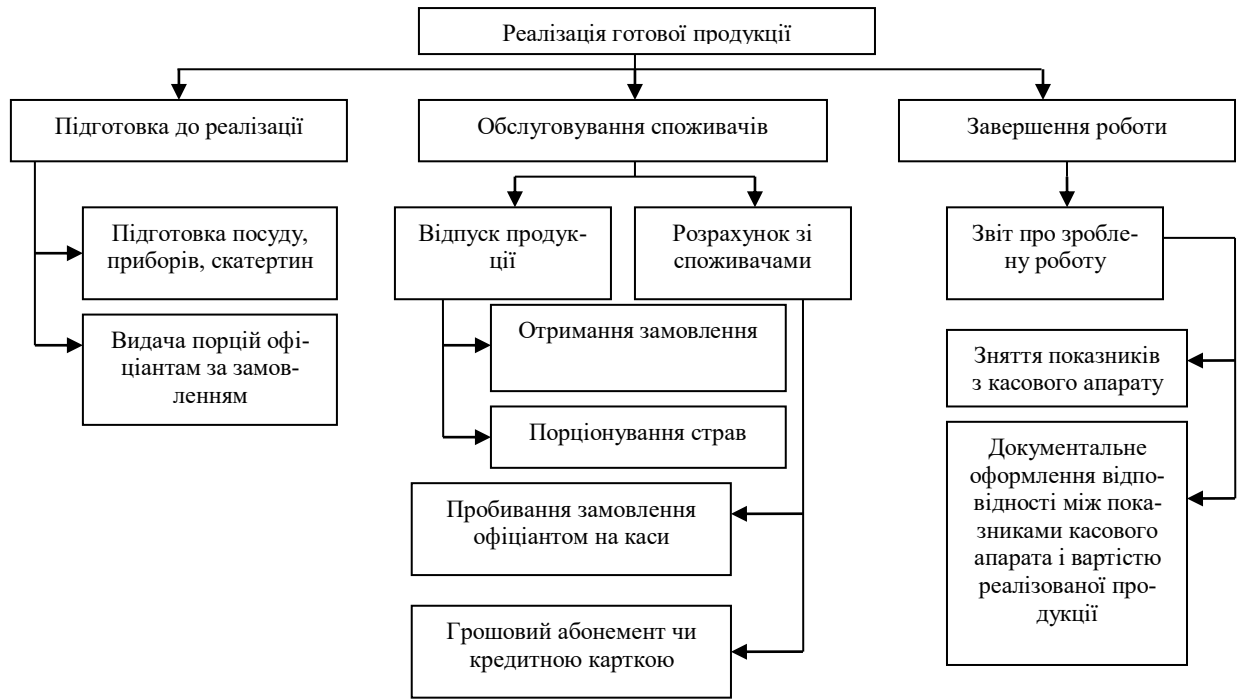 Реалізація готової продукції
Підготовка до реалізації
Обслуговування споживачів
Завершення роботи
Підготовка посуду,
приборів, скатертин
Відпуск продук-
ції
Розрахунок зі
споживачами
Звіт про зробле-
ну роботу
Видача порцій офі-
ціантам за замов-
ленням
Отримання замовлення
Порціонування страв
Зняття показників
з касового апарату
Пробивання замовлення
офіціантом на каси
Грошовий абонемент чи
кредитною карткою
Документальне
оформлення відпо-
відності між пока-
зниками касового
апарата і вартістю
реалізованої про-
дукції